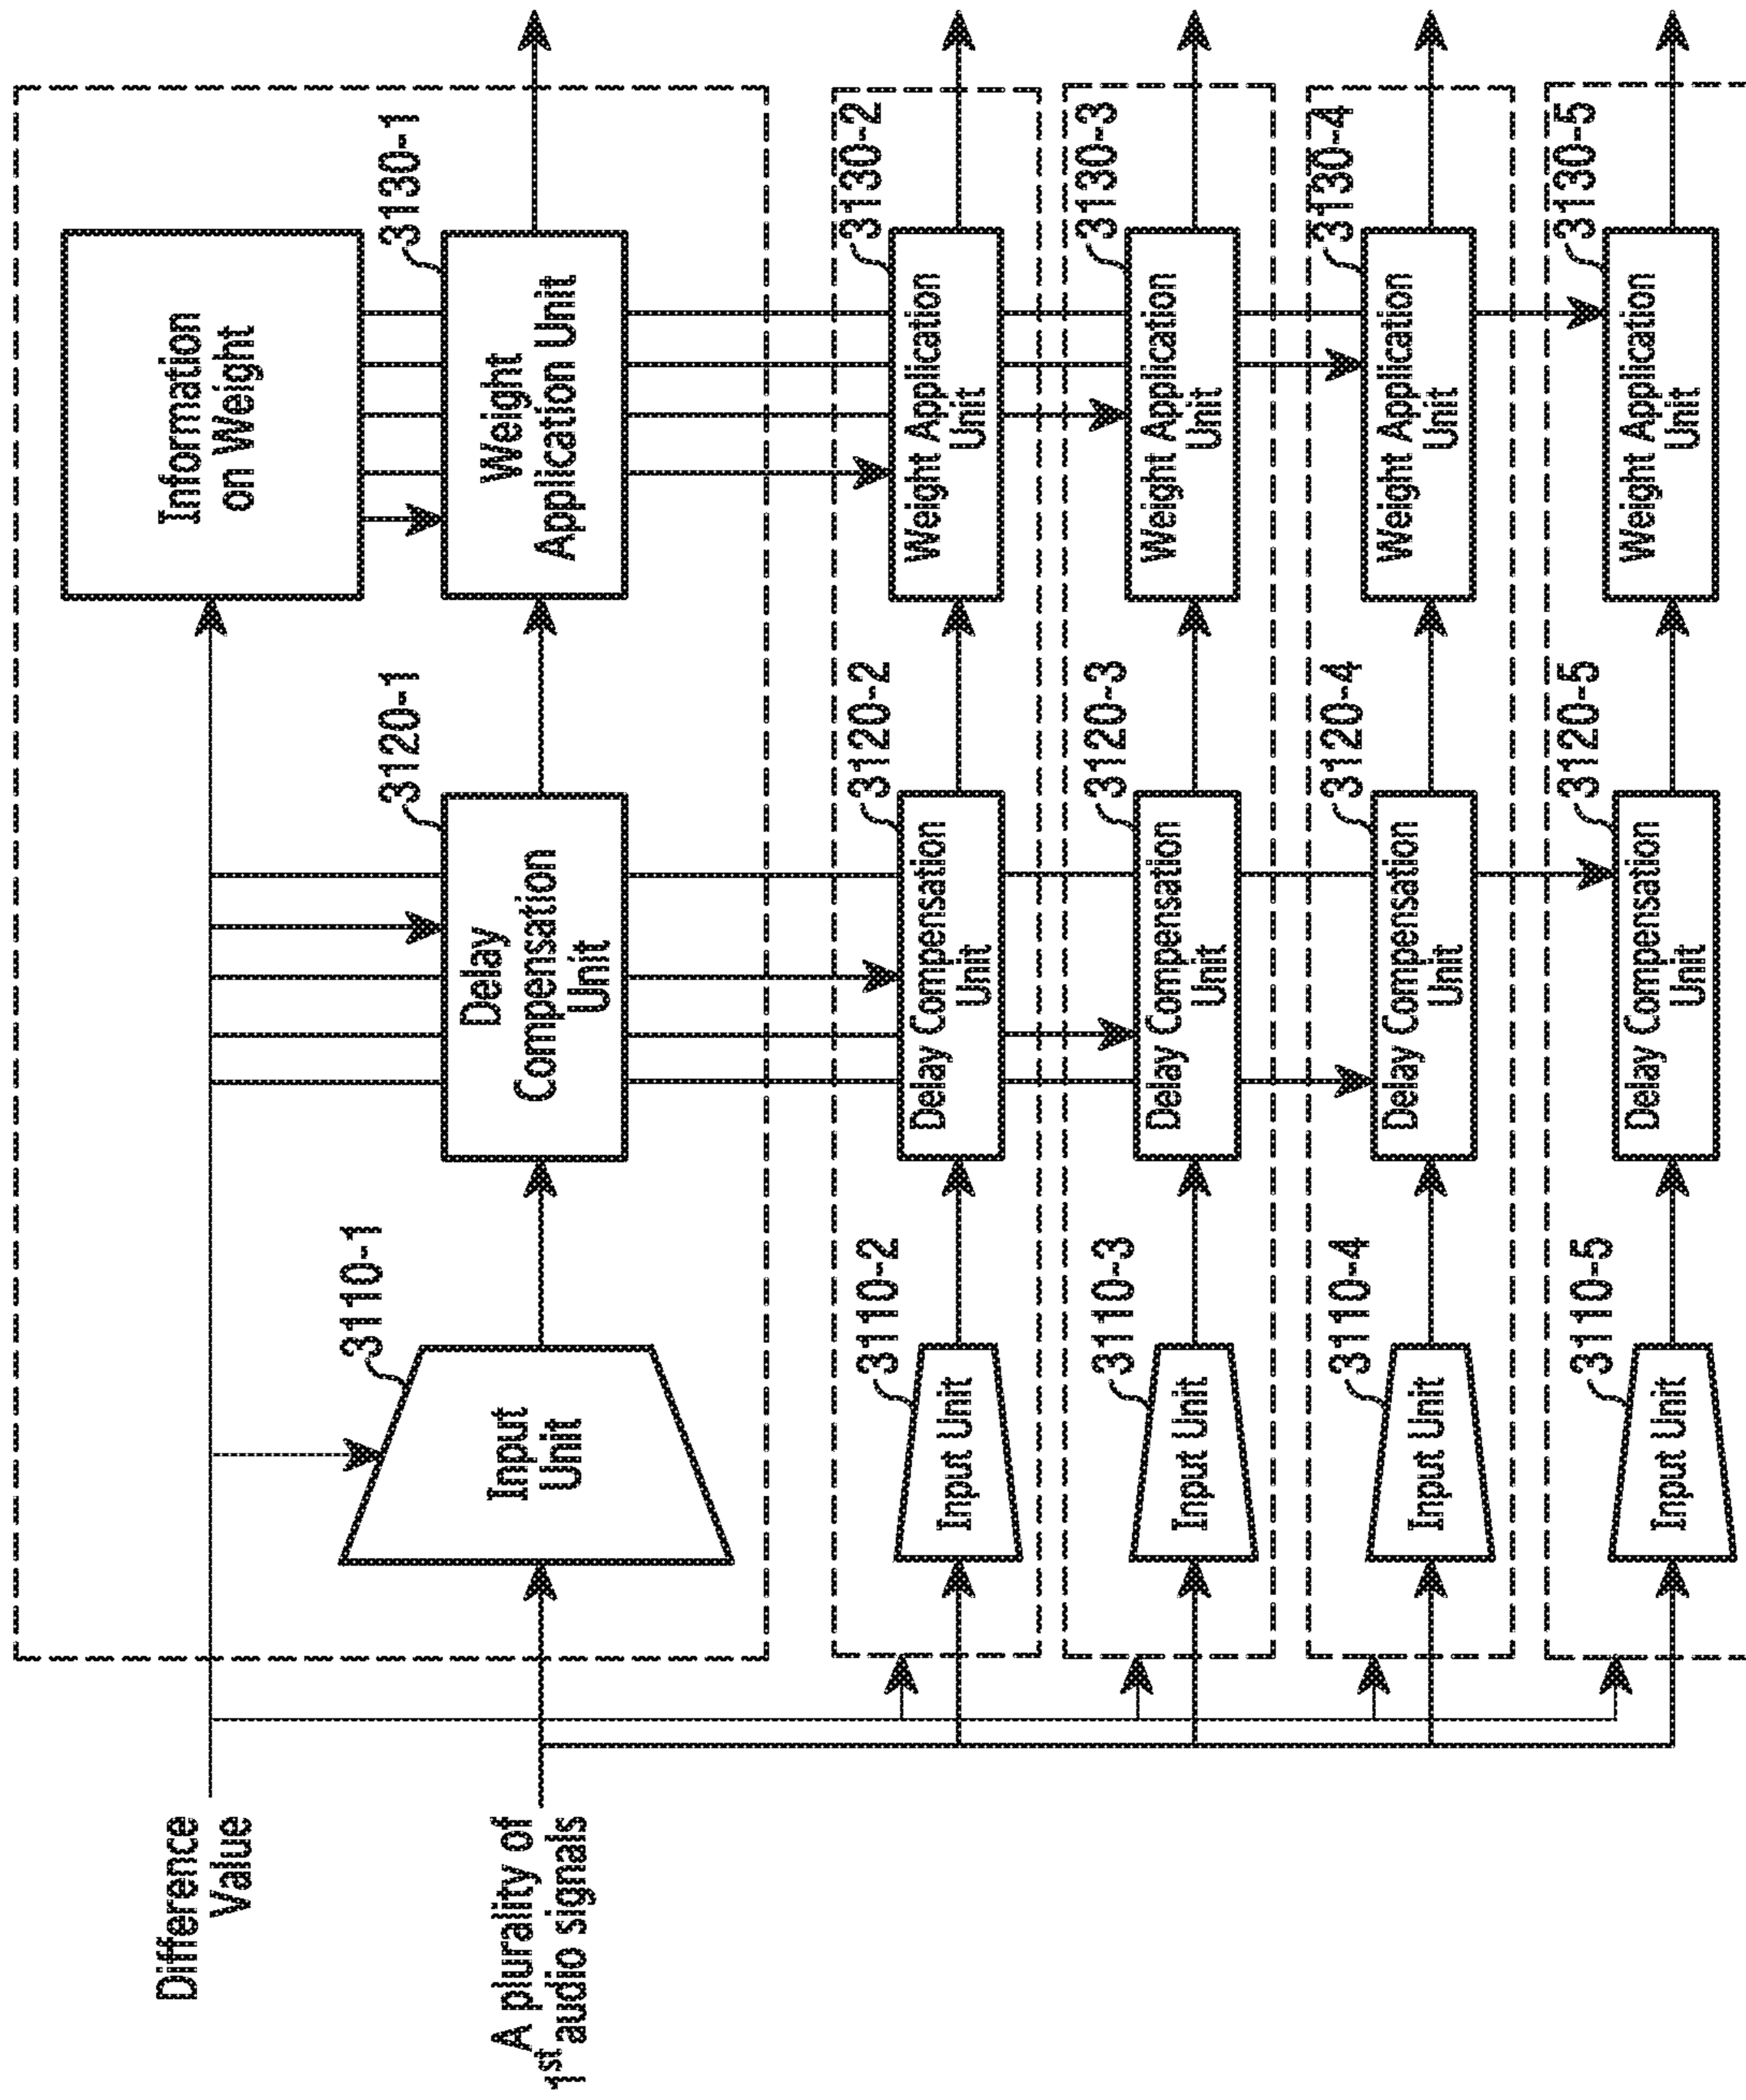 Difference
Value
A plurality of
1st audio signals
Information
on Weight
3110-1
Input
Unit
3120-1
Delay
Compensation
Unit
3130-1
Weight
Application Unit
3110-2
Input Unit
3120-2
Delay Compensation
Unit
3130-2
Weight Application
Unit
3110-3
Input Unit
3120-3
Delay Compensation
Unit
3130-3
Weight Application
Unit
3110-4
Input Unit
3120-4
Delay Compensation
Unit
3130-4
Weight Application
Unit
3110-5
Input Unit
3120-5
Delay Compensation
Unit
3130-5
Weight Application
Unit